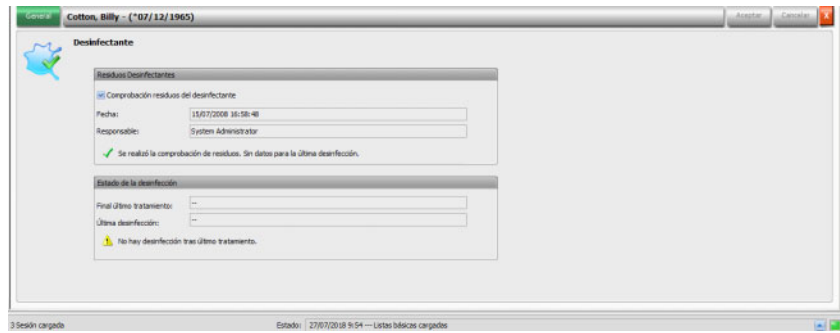 General Cotton, Billy - (*07/12/1965) Aceptar Cancelar X
Desinfectante
Residuos Desinfectantes
Comprobación residuos del desinfectante
Fecha: 15/07/2008 16:58:48
Responsable: System Administrator
Se realizó la comprobación de residuos. Sin datos para la última desinfección.
Estado de la desinfección
Final último tratamiento: --
Última desinfección: --
No hay desinfección tras último tratamiento.
3 Sesión cargada Estado: 27/07/2018 9:54 --- Listas básicas cargadas